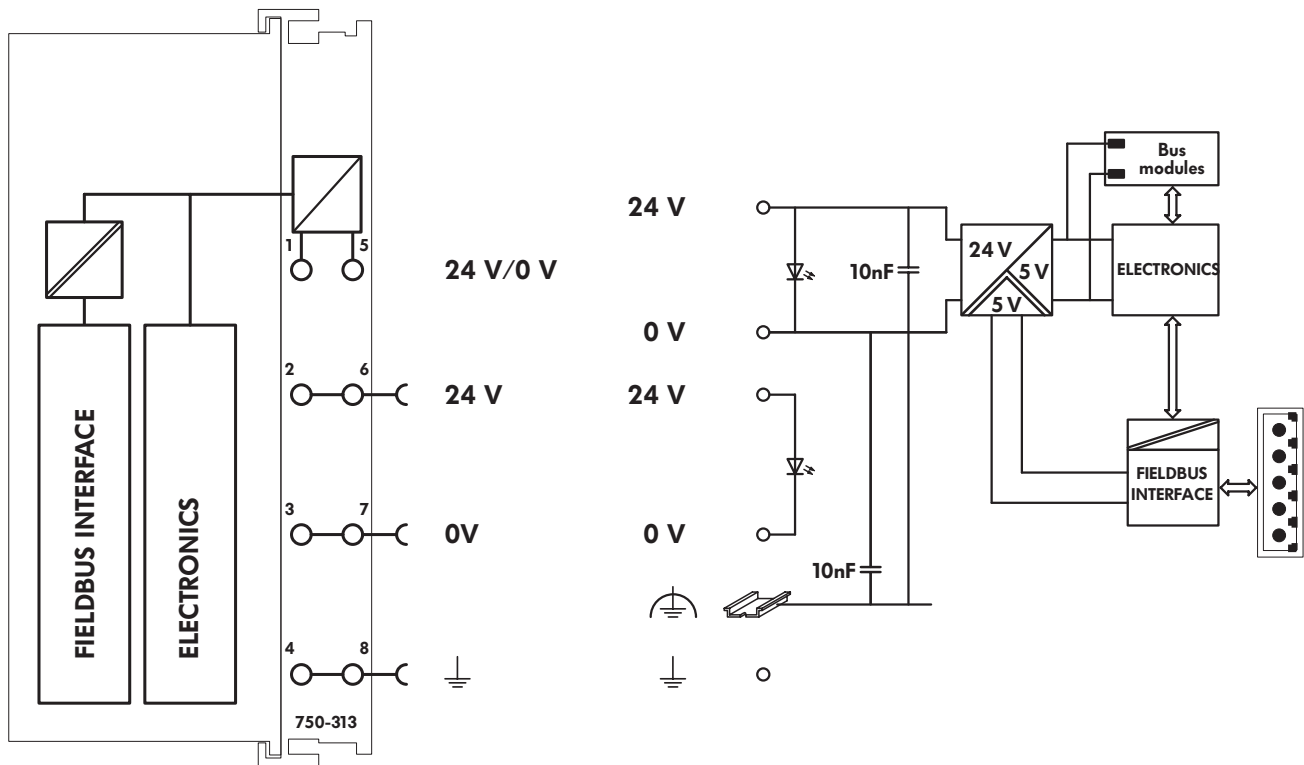 FIELDBUS INTERFACE
ELECTRONICS
1 5
24 V/0 V
2 6
24 V
3 7
0V
4 8
750-313
24 V
0 V
24 V
0 V
10nF
10nF
24 V
5 V
5 V
Bus
modules
ELECTRONICS
FIELDBUS
INTERFACE